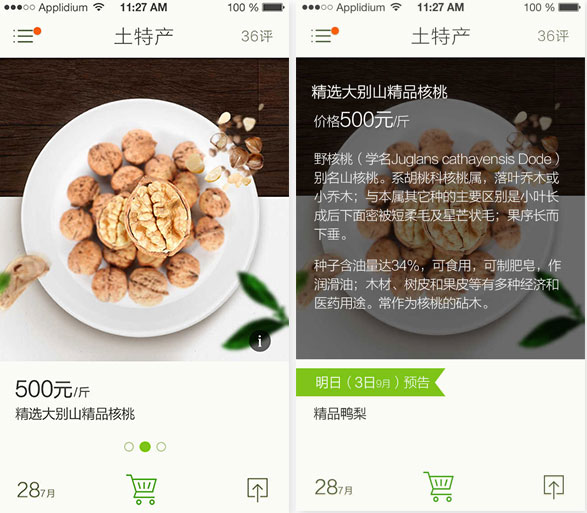 Applidium 11:27 AM 100 %
土特产 36评
i
500元/斤
精选大别山精品核桃
28 7月
Applidium 11:27 AM 100 %
土特产 36评
精选大别山精品核桃
价格500元/斤
野核桃（学名Juglans cathayensis Dode）
别名山核桃。系胡桃科核桃属，落叶乔木或
小乔木；与本属其它种的主要区别是小叶长
成后下面密被短柔毛及星芒状毛；果序长而
下垂。
种子含油量达34%，可食用，可制肥皂，作
润滑油；木材、树皮和果皮等有多种经济和
医药用途。常作为核桃的砧木。
明日（3日9月）预告
精品鸭梨
28 7月